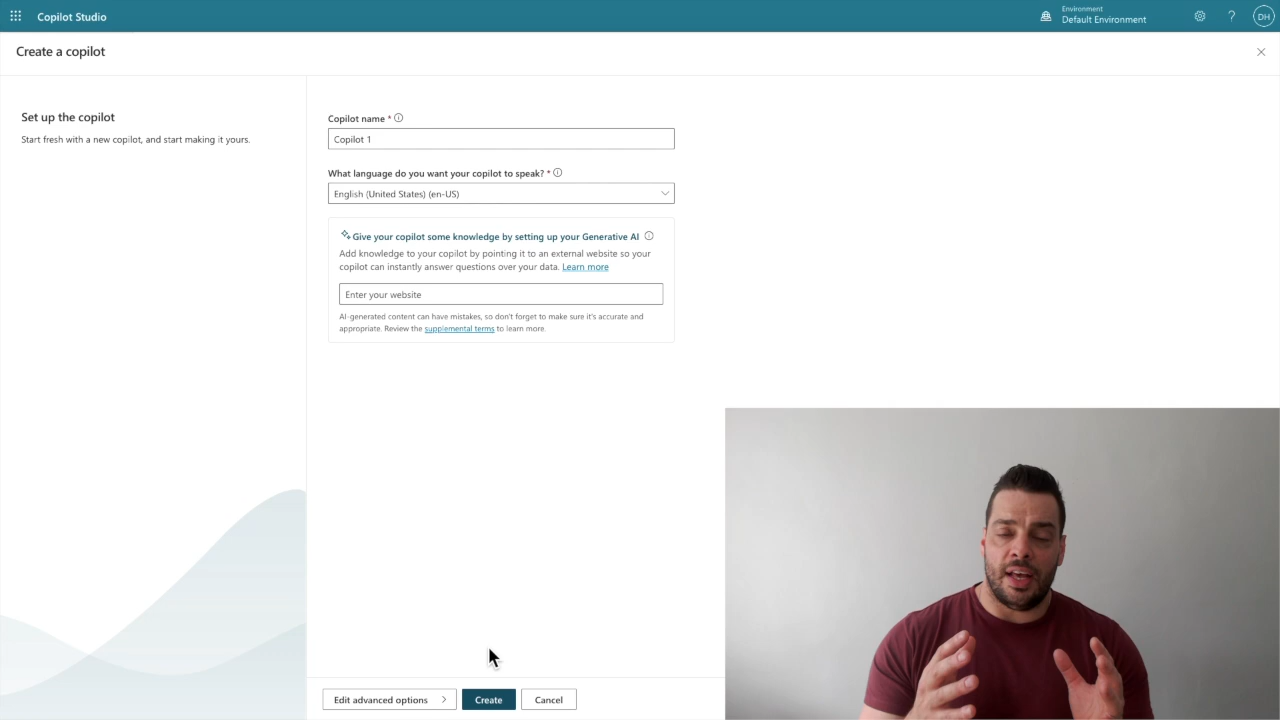 Copilot Studio
Environment
Default Environment
?
DH
Create a copilot
Set up the copilot
Start fresh with a new copilot, and start making it yours.
Copilot name *
Copilot 1
What language do you want your copilot to speak? *
English (United States) (en-US)
Give your copilot some knowledge by setting up your Generative AI
Add knowledge to your copilot by pointing it to an external website so your
copilot can instantly answer questions over your data. Learn more
Enter your website
AI-generated content can have mistakes, so don't forget to make sure it's accurate and
appropriate. Review the supplemental terms to learn more.
Edit advanced options
Create
Cancel